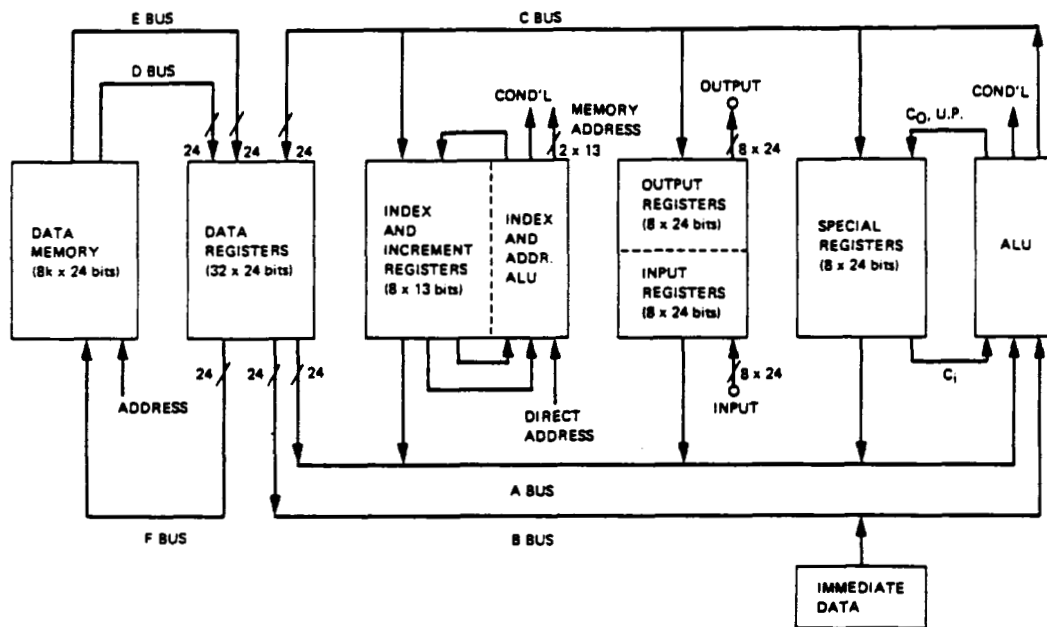 E BUS
C BUS
D BUS
OUTPUT
COND'L
MEMORY
ADDRESS
C₀, U.P.
COND'L
24
24
24
2 x 13
8 x 24
DATA
MEMORY
(8k x 24 bits)
DATA
REGISTERS
(32 x 24 bits)
INDEX
AND
INCREMENT
REGISTERS
(8 x 13 bits)
INDEX
AND
ADDR.
ALU
OUTPUT
REGISTERS
(8 x 24 bits)
INPUT
REGISTERS
(8 x 24 bits)
SPECIAL
REGISTERS
(8 x 24 bits)
ALU
24
24
24
8 x 24
Cᵢ
ADDRESS
DIRECT
ADDRESS
INPUT
A BUS
F BUS
B BUS
IMMEDIATE
DATA